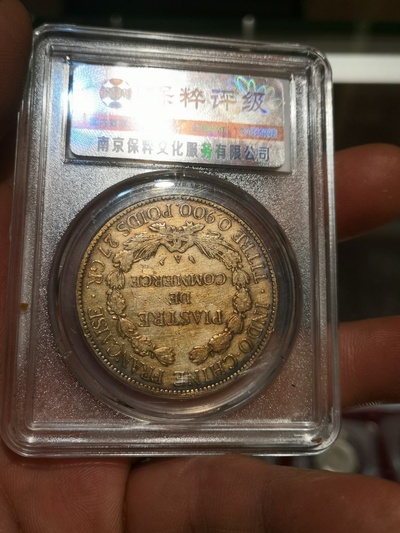 保粹评级
南京保粹文化服务有限公司
TITRE 0.900 POIDS 27 GR.
PIASTRE
DE
COMMERCE
INDO-CHINE FRANÇAISE